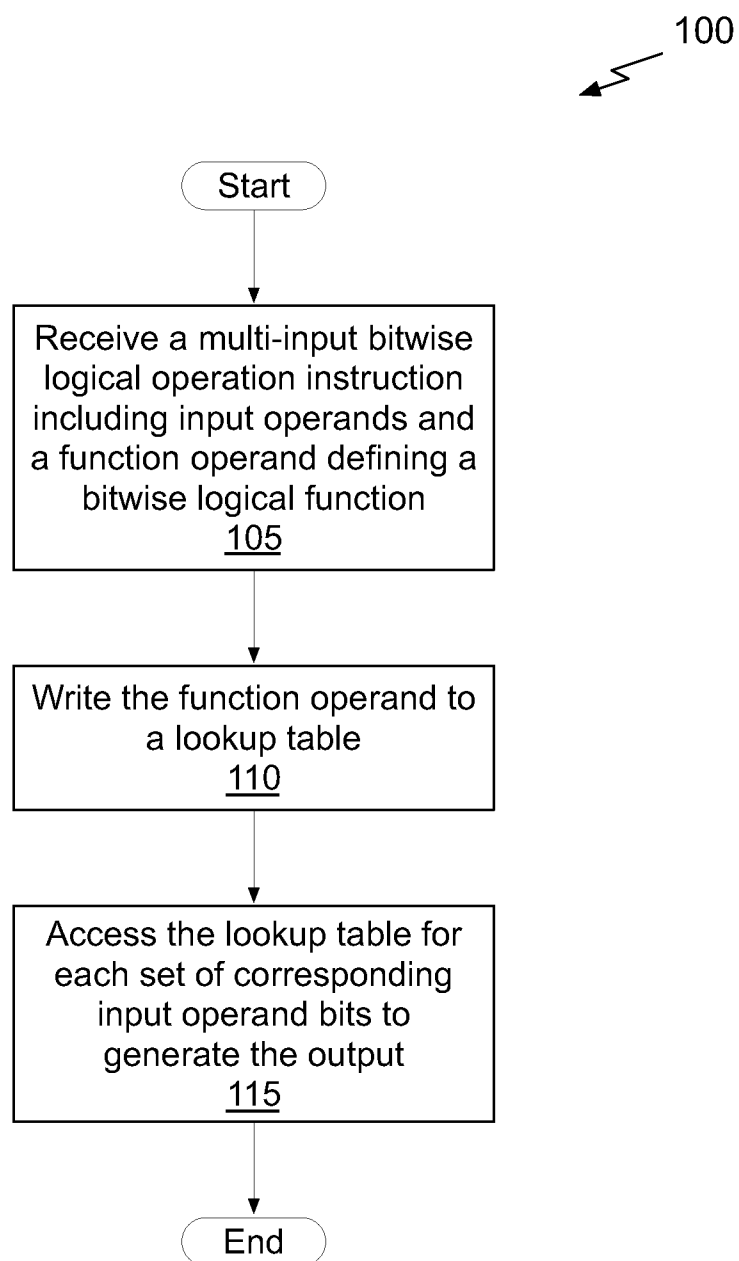 100
Start
Receive a multi-input bitwise
logical operation instruction
including input operands and
a function operand defining a
bitwise logical function
105
Write the function operand to
a lookup table
110
Access the lookup table for
each set of corresponding
input operand bits to
generate the output
115
End